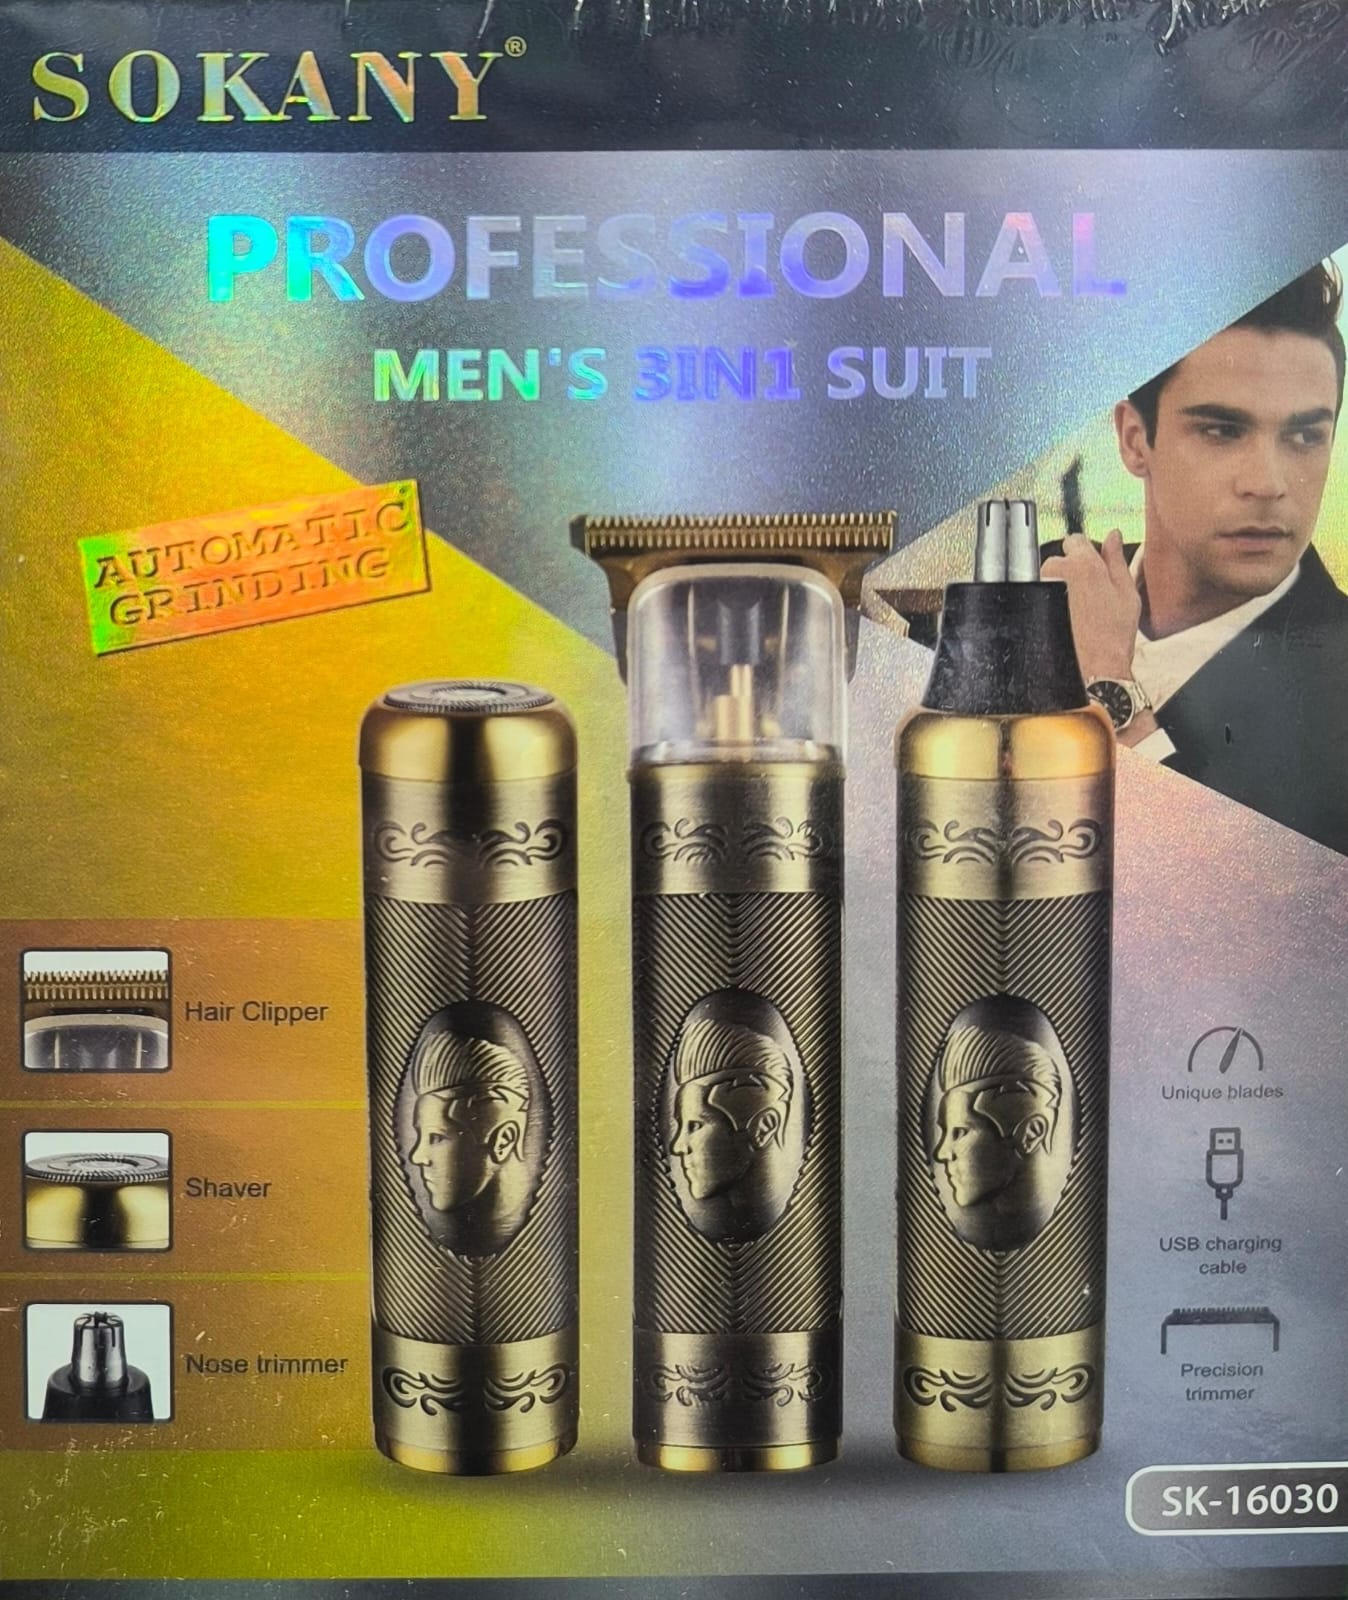 SOKANY®
PROFESSIONAL
MEN'S 3IN1 SUIT
AUTOMATIC
GRINDING
Hair Clipper
Shaver
Nose trimmer
Unique blades
USB charging
cable
Precision
trimmer
SK-16030